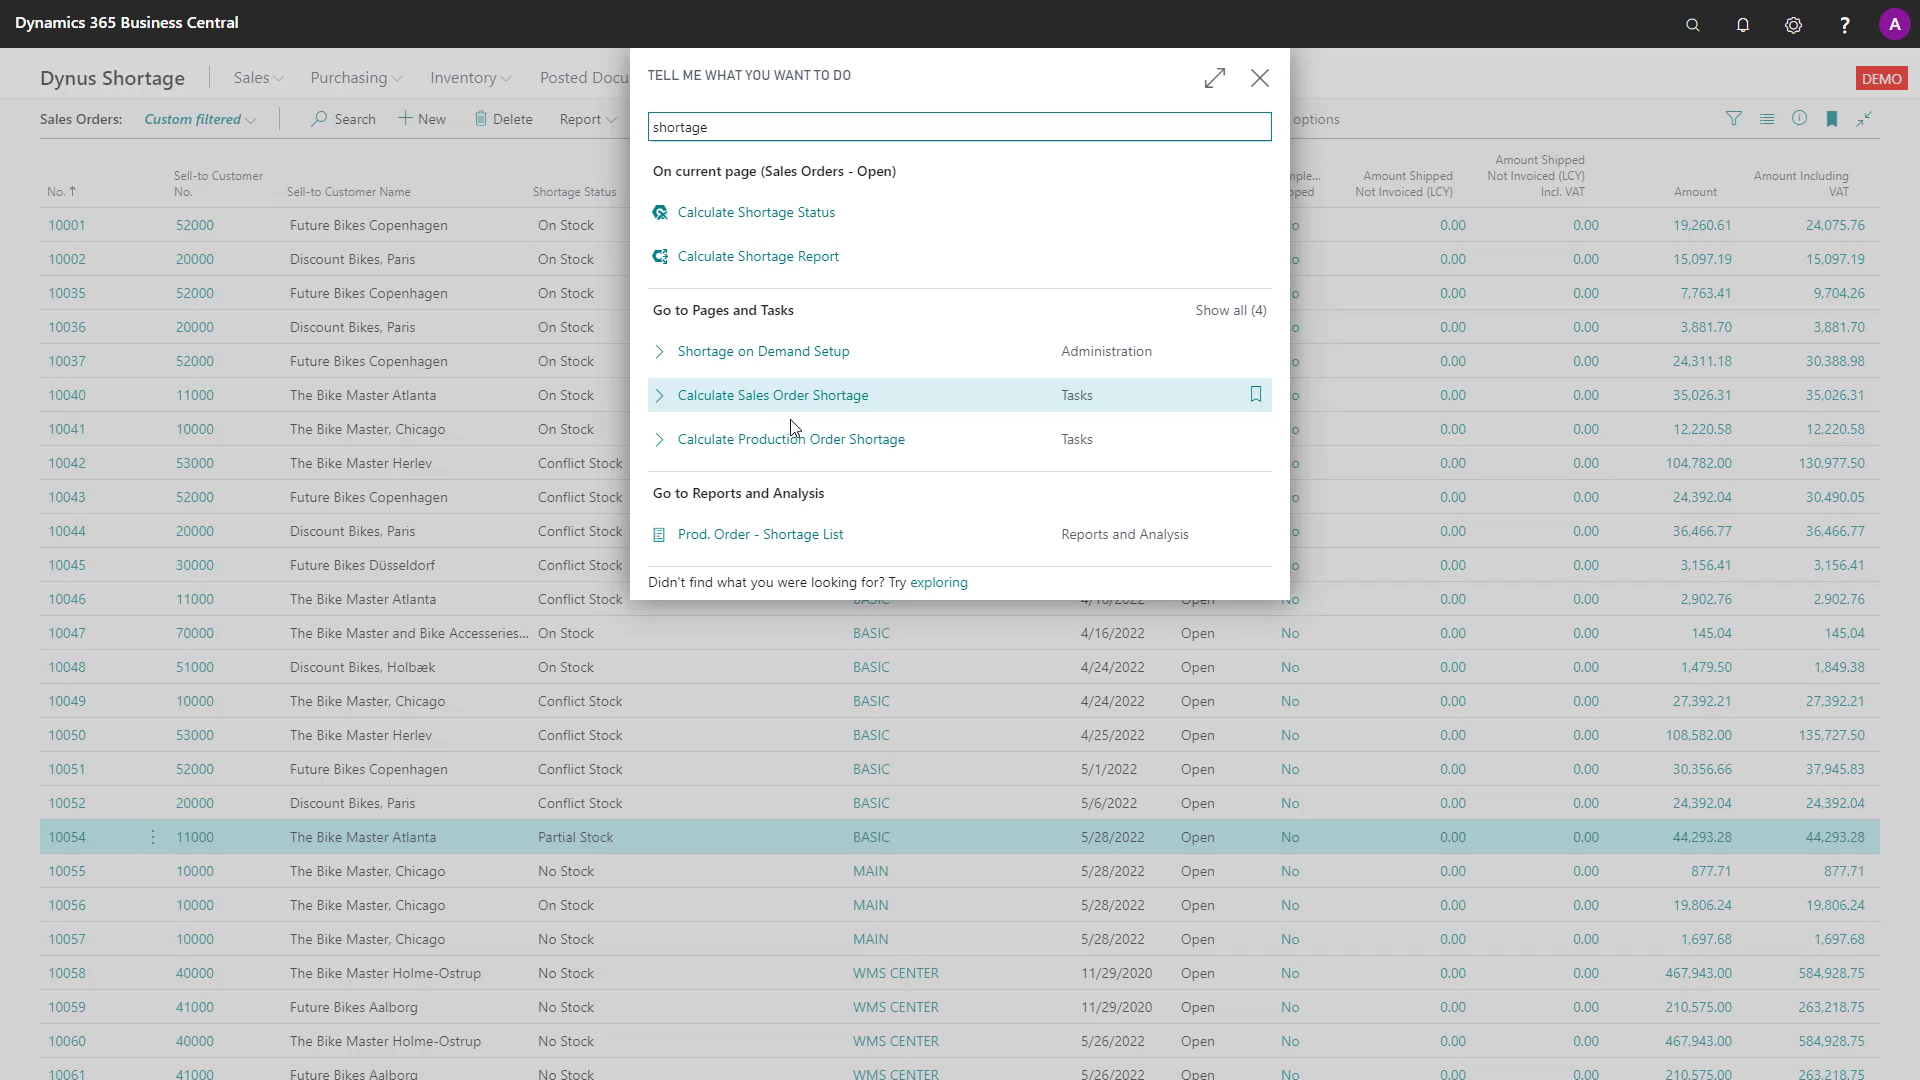 Dynamics 365 Business Central
?
A
Dynus Shortage
Sales
Purchasing
Inventory
Posted Docu
DEMO
Sales Orders:
Custom filtered
Search
New
Delete
Report
options
TELL ME WHAT YOU WANT TO DO
shortage
On current page (Sales Orders - Open)
Calculate Shortage Status
Calculate Shortage Report
Go to Pages and Tasks Show all (4)
Shortage on Demand Setup Administration
Calculate Sales Order Shortage Tasks
Calculate Production Order Shortage Tasks
Go to Reports and Analysis
Prod. Order - Shortage List Reports and Analysis
Didn't find what you were looking for? Try exploring
No. ↑
Sell-to Customer
No.
Sell-to Customer Name
Shortage Status
mple...
pped
Amount Shipped
Not Invoiced (LCY)
Amount Shipped
Not Invoiced (LCY)
Incl. VAT
Amount
Amount Including
VAT
10001 52000 Future Bikes Copenhagen On Stock o 0.00 0.00 19,260.61 24,075.76
10002 20000 Discount Bikes, Paris On Stock o 0.00 0.00 15,097.19 15,097.19
10035 52000 Future Bikes Copenhagen On Stock o 0.00 0.00 7,763.41 9,704.26
10036 20000 Discount Bikes, Paris On Stock o 0.00 0.00 3,881.70 3,881.70
10037 52000 Future Bikes Copenhagen On Stock o 0.00 0.00 24,311.18 30,388.98
10040 11000 The Bike Master Atlanta On Stock o 0.00 0.00 35,026.31 35,026.31
10041 10000 The Bike Master, Chicago On Stock o 0.00 0.00 12,220.58 12,220.58
10042 53000 The Bike Master Herlev Conflict Stock o 0.00 0.00 104,782.00 130,977.50
10043 52000 Future Bikes Copenhagen Conflict Stock o 0.00 0.00 24,392.04 30,490.05
10044 20000 Discount Bikes, Paris Conflict Stock o 0.00 0.00 36,466.77 36,466.77
10045 30000 Future Bikes Düsseldorf Conflict Stock o 0.00 0.00 3,156.41 3,156.41
10046 11000 The Bike Master Atlanta Conflict Stock BASIC Open No 0.00 0.00 2,902.76 2,902.76
10047 70000 The Bike Master and Bike Accesseries... On Stock BASIC 4/16/2022 Open No 0.00 0.00 145.04 145.04
10048 51000 Discount Bikes, Holbæk On Stock BASIC 4/24/2022 Open No 0.00 0.00 1,479.50 1,849.38
10049 10000 The Bike Master, Chicago Conflict Stock BASIC 4/24/2022 Open No 0.00 0.00 27,392.21 27,392.21
10050 53000 The Bike Master Herlev Conflict Stock BASIC 4/25/2022 Open No 0.00 0.00 108,582.00 135,727.50
10051 52000 Future Bikes Copenhagen Conflict Stock BASIC 5/1/2022 Open No 0.00 0.00 30,356.66 37,945.83
10052 20000 Discount Bikes, Paris Conflict Stock BASIC 5/6/2022 Open No 0.00 0.00 24,392.04 24,392.04
10054 11000 The Bike Master Atlanta Partial Stock BASIC 5/28/2022 Open No 0.00 0.00 44,293.28 44,293.28
10055 10000 The Bike Master, Chicago No Stock MAIN 5/28/2022 Open No 0.00 0.00 877.71 877.71
10056 10000 The Bike Master, Chicago On Stock MAIN 5/28/2022 Open No 0.00 0.00 19,806.24 19,806.24
10057 10000 The Bike Master, Chicago No Stock MAIN 5/28/2022 Open No 0.00 0.00 1,697.68 1,697.68
10058 40000 The Bike Master Holme-Ostrup No Stock WMS CENTER 11/29/2020 Open No 0.00 0.00 467,943.00 584,928.75
10059 41000 Future Bikes Aalborg No Stock WMS CENTER 11/29/2020 Open No 0.00 0.00 210,575.00 263,218.75
10060 40000 The Bike Master Holme-Ostrup No Stock WMS CENTER 5/26/2022 Open No 0.00 0.00 467,943.00 584,928.75
10061 41000 Future Bikes Aalborg No Stock WMS CENTER 5/26/2022 Open No 0.00 0.00 210,575.00 263,218.75